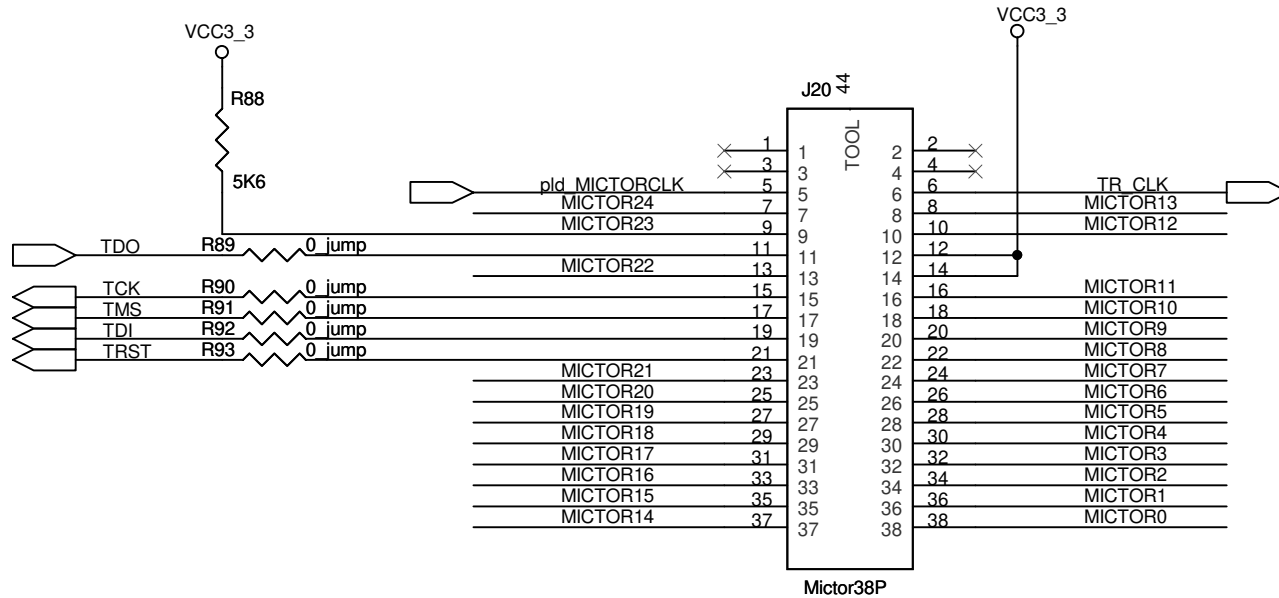 VCC3_3
VCC3_3
R88
5K6
J20
44
TOOL
1 1 2 2
3 3 4 4
pld_MICTORCLK 5 5 6 6 TR_CLK
MICTOR24 7 7 8 8 MICTOR13
MICTOR23 9 9 10 10 MICTOR12
TDO R89 0_jump 11 11 12 12
MICTOR22 13 13 14 14
TCK R90 0_jump 15 15 16 16 MICTOR11
TMS R91 0_jump 17 17 18 18 MICTOR10
TDI R92 0_jump 19 19 20 20 MICTOR9
TRST R93 0_jump 21 21 22 22 MICTOR8
MICTOR21 23 23 24 24 MICTOR7
MICTOR20 25 25 26 26 MICTOR6
MICTOR19 27 27 28 28 MICTOR5
MICTOR18 29 29 30 30 MICTOR4
MICTOR17 31 31 32 32 MICTOR3
MICTOR16 33 33 34 34 MICTOR2
MICTOR15 35 35 36 36 MICTOR1
MICTOR14 37 37 38 38 MICTOR0
Mictor38P